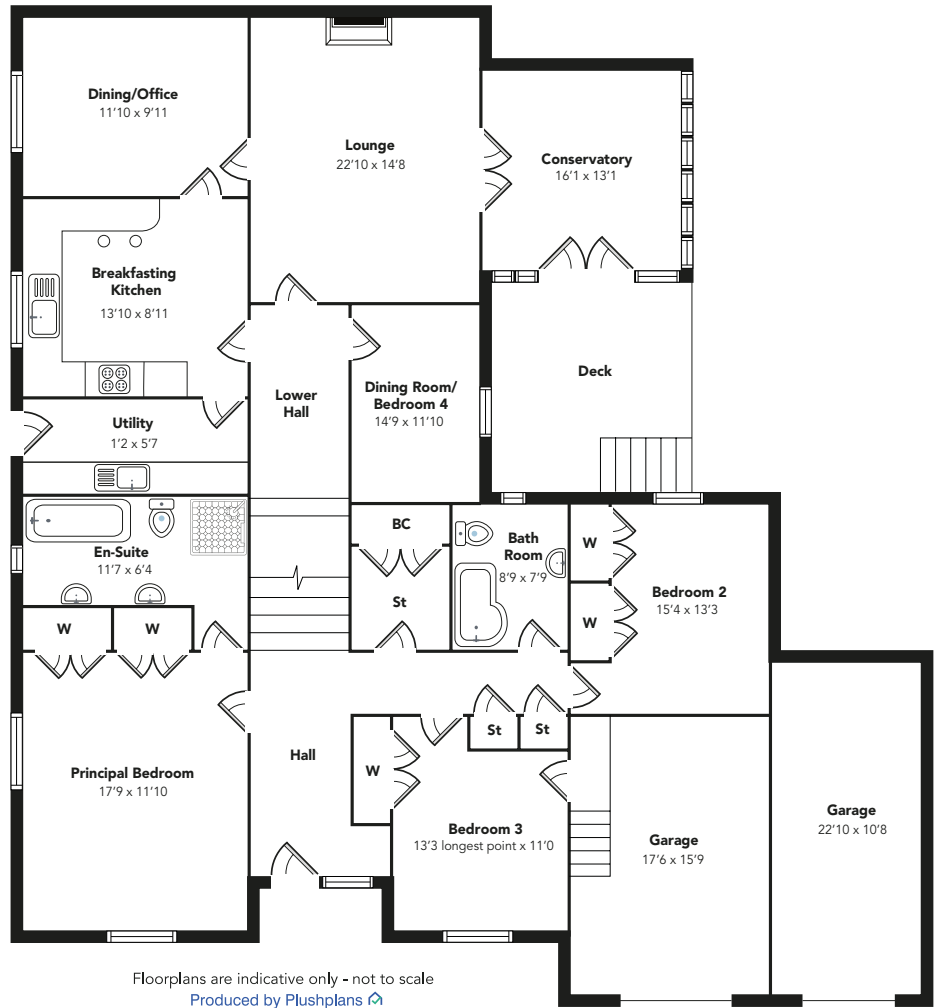 Dining/Office
11'10 x 9'11
Lounge
22'10 x 14'8
Conservatory
16'1 x 13'1
Breakfasting
Kitchen
13'10 x 8'11
Deck
Lower
Hall
Dining Room/
Bedroom 4
14'9 x 11'10
Utility
1'2 x 5'7
BC
Bath
Room
8'9 x 7'9
W
En-Suite
11'7 x 6'4
St
Bedroom 2
15'4 x 13'3
W
W
W
St
St
Hall
W
Principal Bedroom
17'9 x 11'10
Bedroom 3
13'3 longest point x 11'0
Garage
17'6 x 15'9
Garage
22'10 x 10'8
Floorplans are indicative only - not to scale
Produced by Plushplans